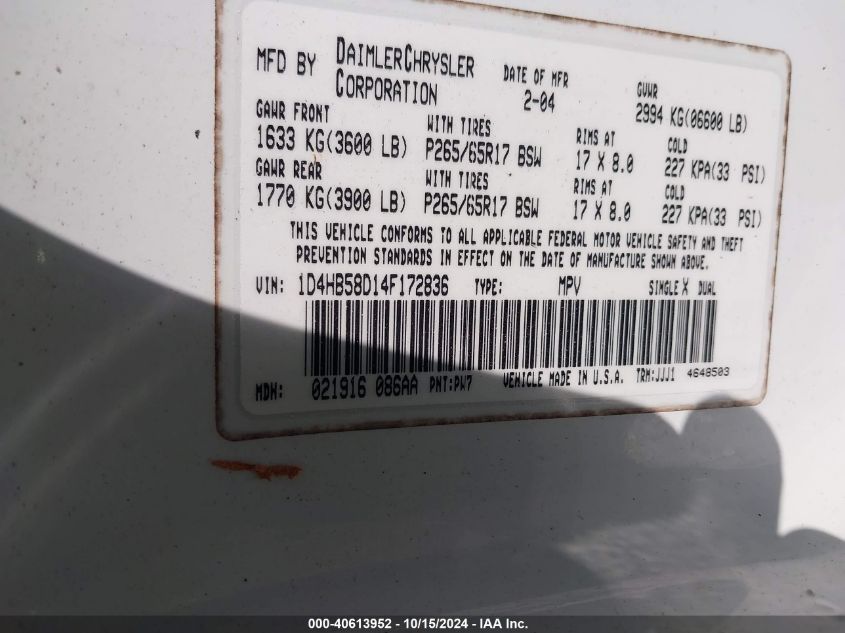 MFD BY DAIMLERCHRYSLER CORPORATION DATE OF MFR 2-04 GVWR 2994 KG(06600 LB)
GAWR FRONT WITH TIRES RIMS AT COLD
1633 KG(3600 LB) P265/65R17 BSW 17 X 8.0 227 KPA(33 PSI)
GAWR REAR WITH TIRES RIMS AT COLD
1770 KG(3900 LB) P265/65R17 BSW 17 X 8.0 227 KPA(33 PSI)
THIS VEHICLE CONFORMS TO ALL APPLICABLE FEDERAL MOTOR VEHICLE SAFETY AND THEFT
PREVENTION STANDARDS IN EFFECT ON THE DATE OF MANUFACTURE SHOWN ABOVE.
VIN: 1D4HB58D14F172836 TYPE: MPV SINGLE X DUAL
MDH: 021916 086AA PNT:PW7 VEHICLE MADE IN U.S.A. TRM:JJJ1 4648503
000-40613952 - 10/15/2024 - IAA Inc.